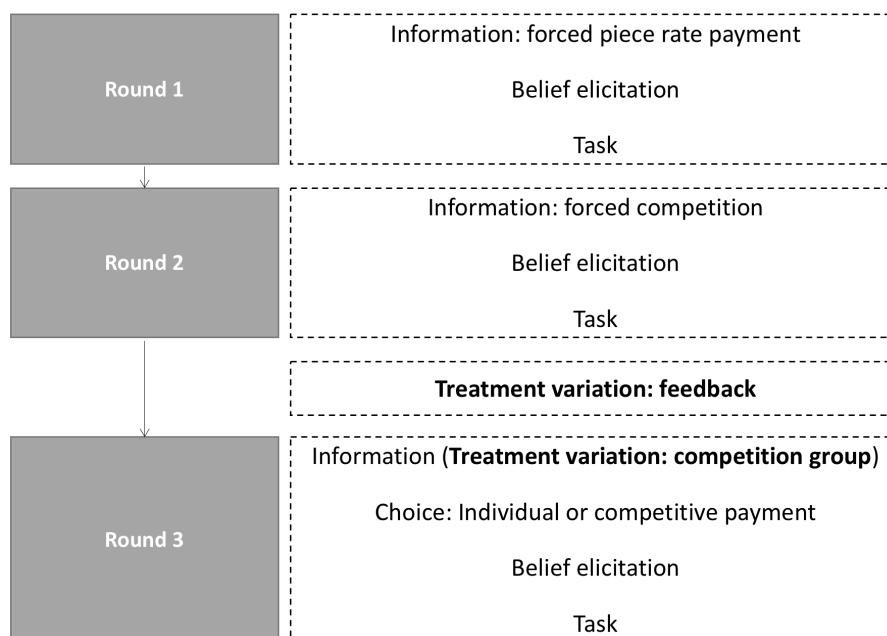 Round 1
Information: forced piece rate payment
Belief elicitation
Task
Round 2
Information: forced competition
Belief elicitation
Task
Treatment variation: feedback
Round 3
Information (Treatment variation: competition group)
Choice: Individual or competitive payment
Belief elicitation
Task